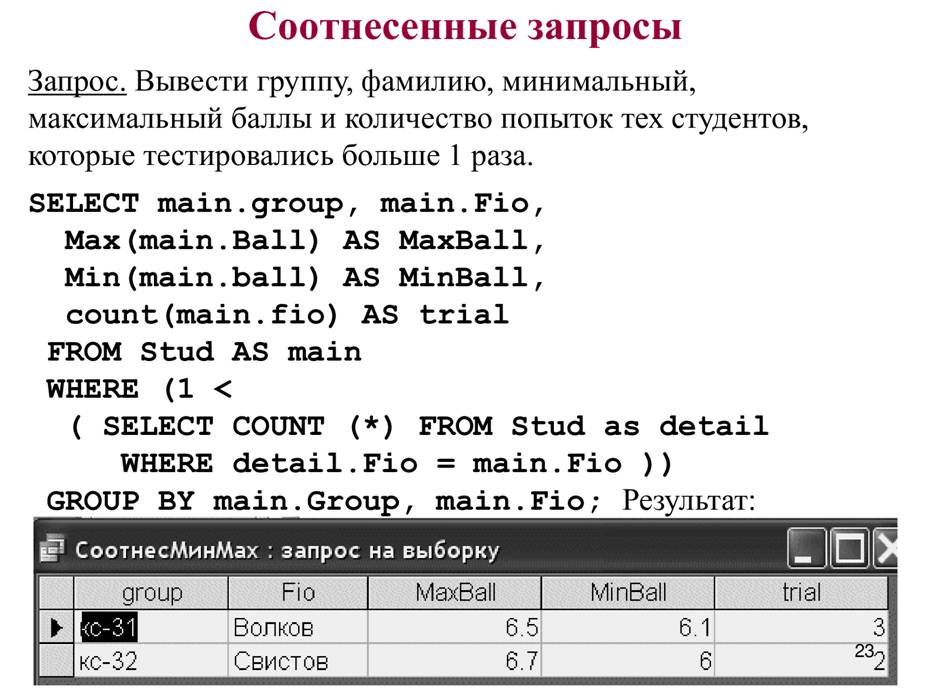 Соотнесенные запросы
Запрос. Вывести группу, фамилию, минимальный,
максимальный баллы и количество попыток тех студентов,
которые тестировались больше 1 раза.
SELECT main.group, main.Fio,
Max(main.Ball) AS MaxBall,
Min(main.ball) AS MinBall,
count(main.fio) AS trial
FROM Stud AS main
WHERE (1 <
( SELECT COUNT (*) FROM Stud as detail
WHERE detail.Fio = main.Fio ))
GROUP BY main.Group, main.Fio; Результат:
СоотнесМинМах : запрос на выборку
group Fio MaxBall MinBall trial
кс-31 Волков 6.5 6.1 3
кс-32 Свистов 6.7 6 2
23